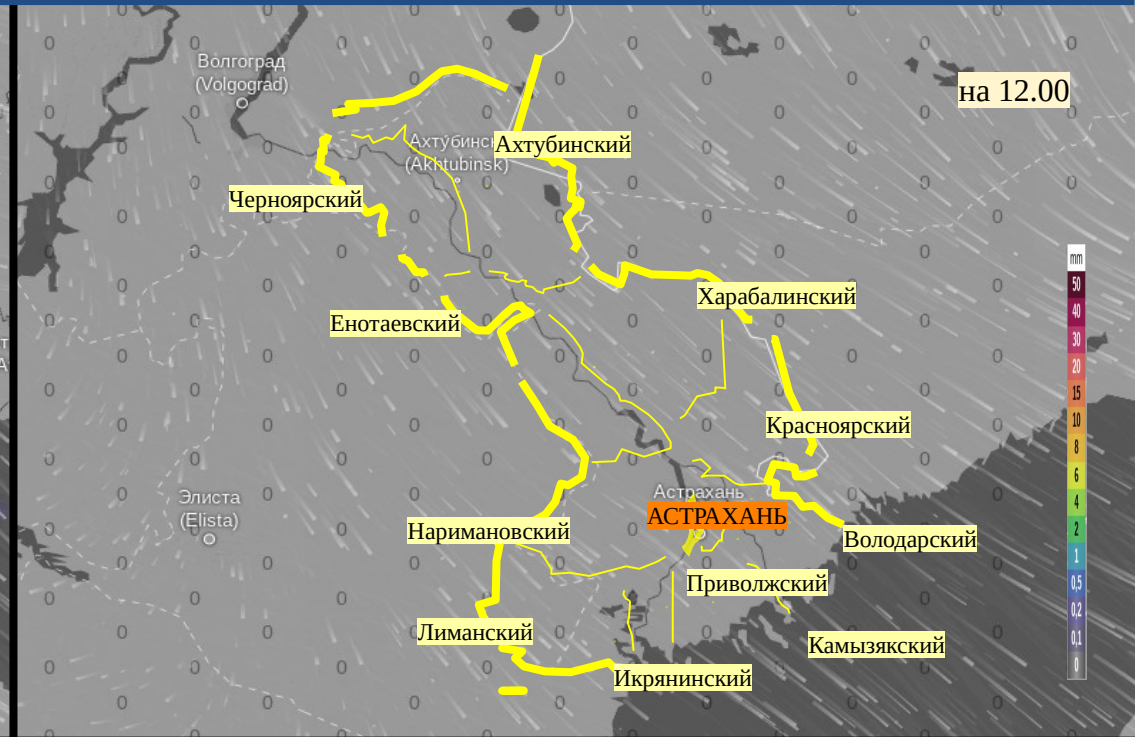 на 12.00
Волгоград
(Volgograd)
Ахтубинск
(Akhtubinsk)
Ахтубинский
Черноярский
Харабалинский
Енотаевский
Красноярский
Элиста
(Elista)
Астрахань
АСТРАХАНЬ
Наримановский
Володарский
Приволжский
Лиманский
Камызякский
Икрянинский
mm
50
40
30
20
15
10
8
6
4
2
1
0,5
0,2
0,1
0